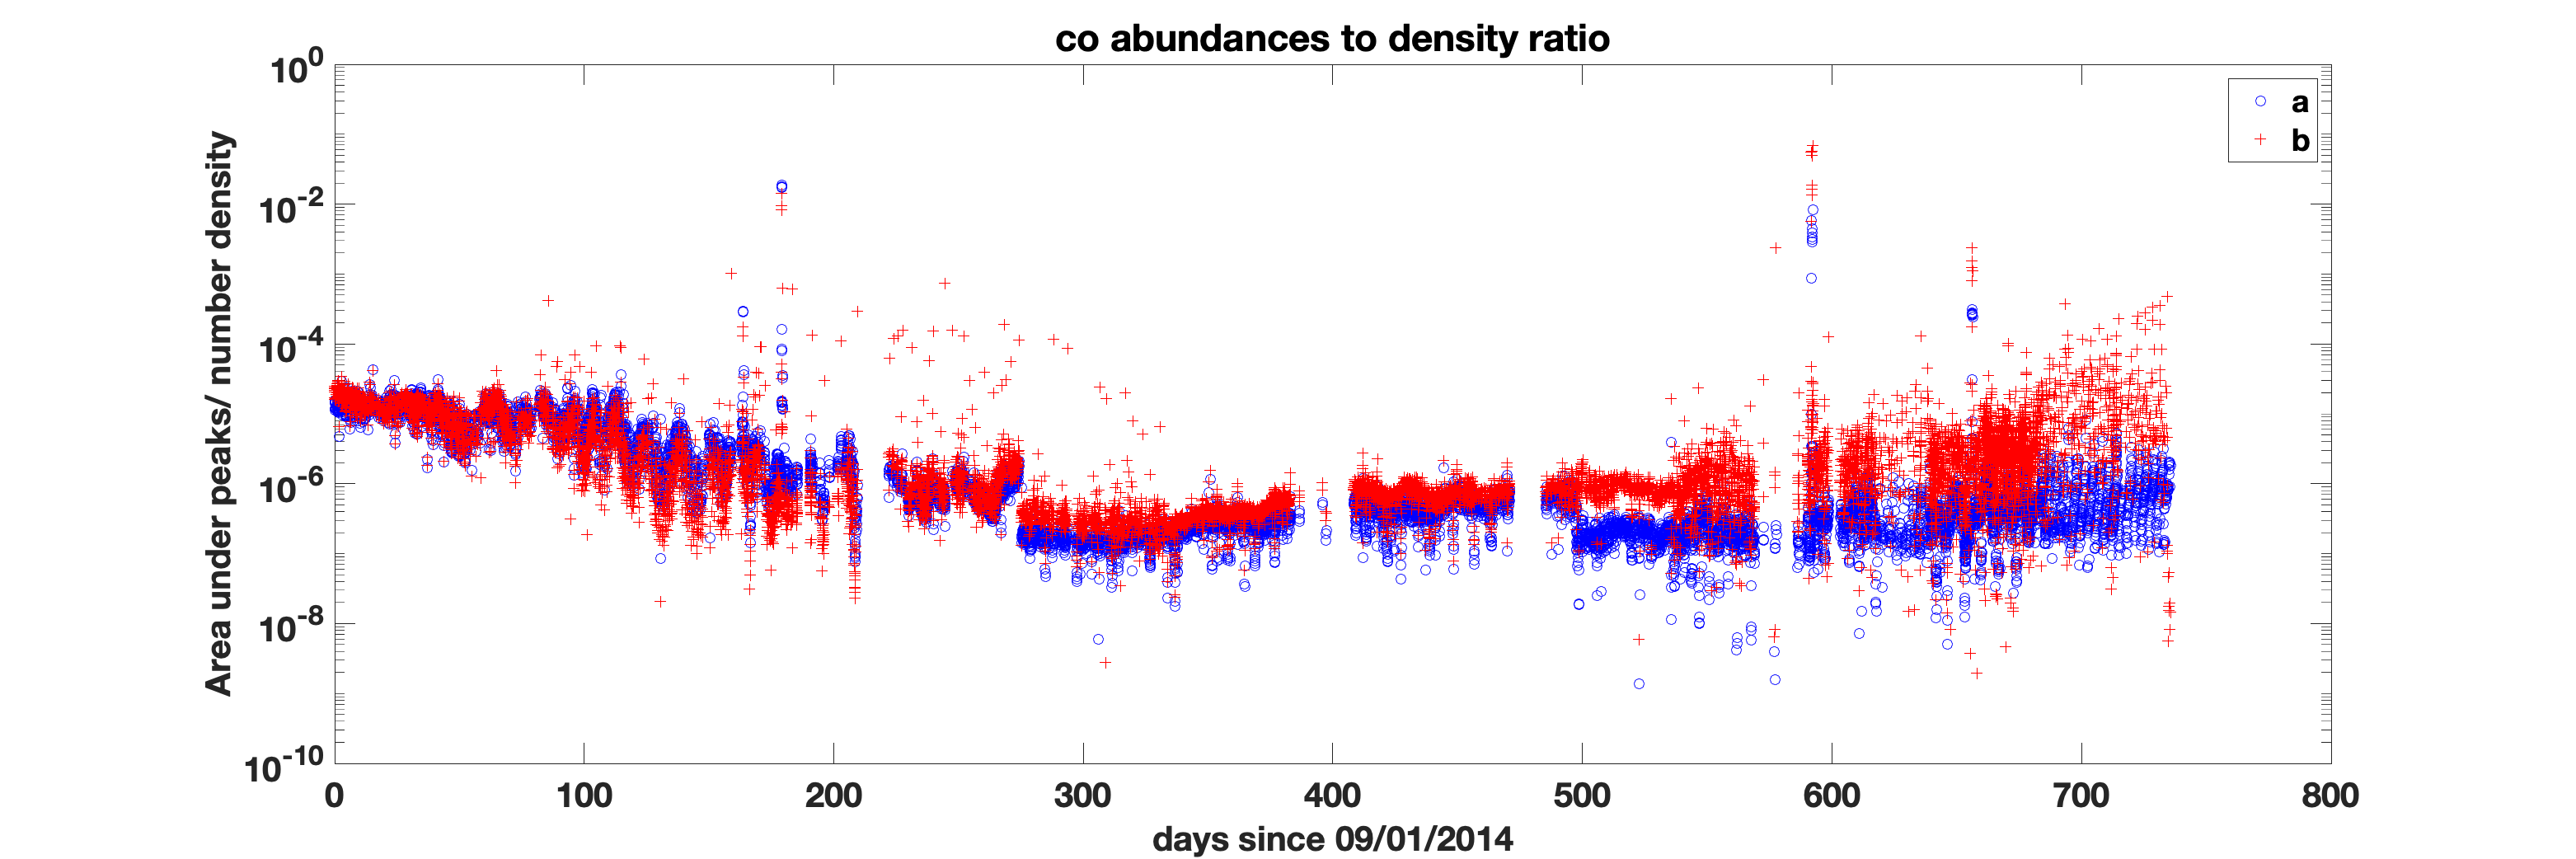 co abundances to density ratio
Area under peaks/ number density
10^0
10^-2
10^-4
10^-6
10^-8
10^-10
a
b
0 100 200 300 400 500 600 700 800
days since 09/01/2014